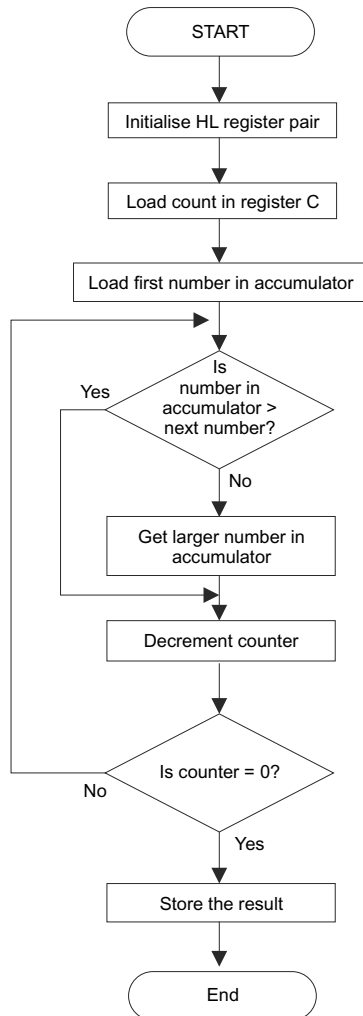 START
Initialise HL register pair
Load count in register C
Load first number in accumulator
Is
number in
accumulator >
next number?
Yes
No
Get larger number in
accumulator
Decrement counter
Is counter = 0?
No
Yes
Store the result
End